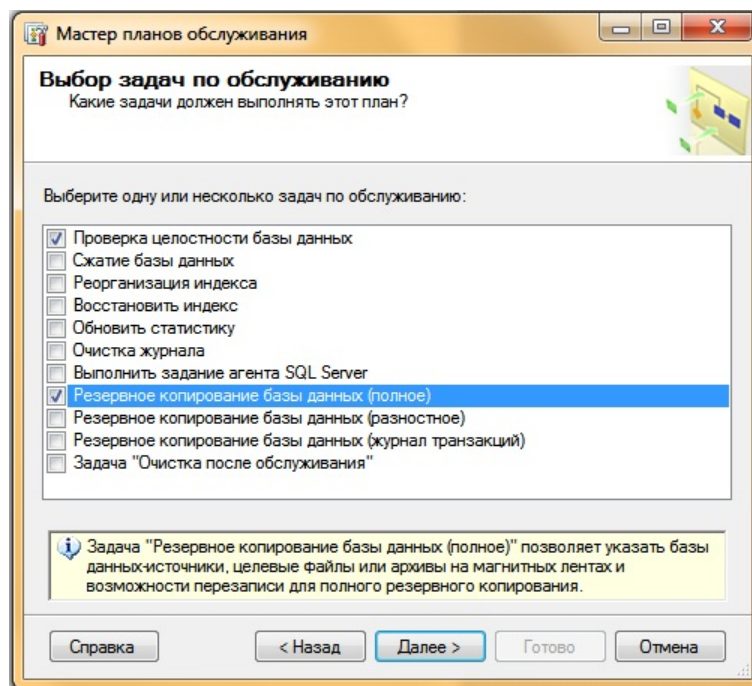 Мастер планов обслуживания
Выбор задач по обслуживанию
Какие задачи должен выполнять этот план?
Выберите одну или несколько задач по обслуживанию:
Проверка целостности базы данных
Сжатие базы данных
Реорганизация индекса
Восстановить индекс
Обновить статистику
Очистка журнала
Выполнить задание агента SQL Server
Резервное копирование базы данных (полное)
Резервное копирование базы данных (разностное)
Резервное копирование базы данных (журнал транзакций)
Задача "Очистка после обслуживания"
Задача "Резервное копирование базы данных (полное)" позволяет указать базы
данных-источники, целевые файлы или архивы на магнитных лентах и
возможности перезаписи для полного резервного копирования.
Справка < Назад Далее > Готово Отмена